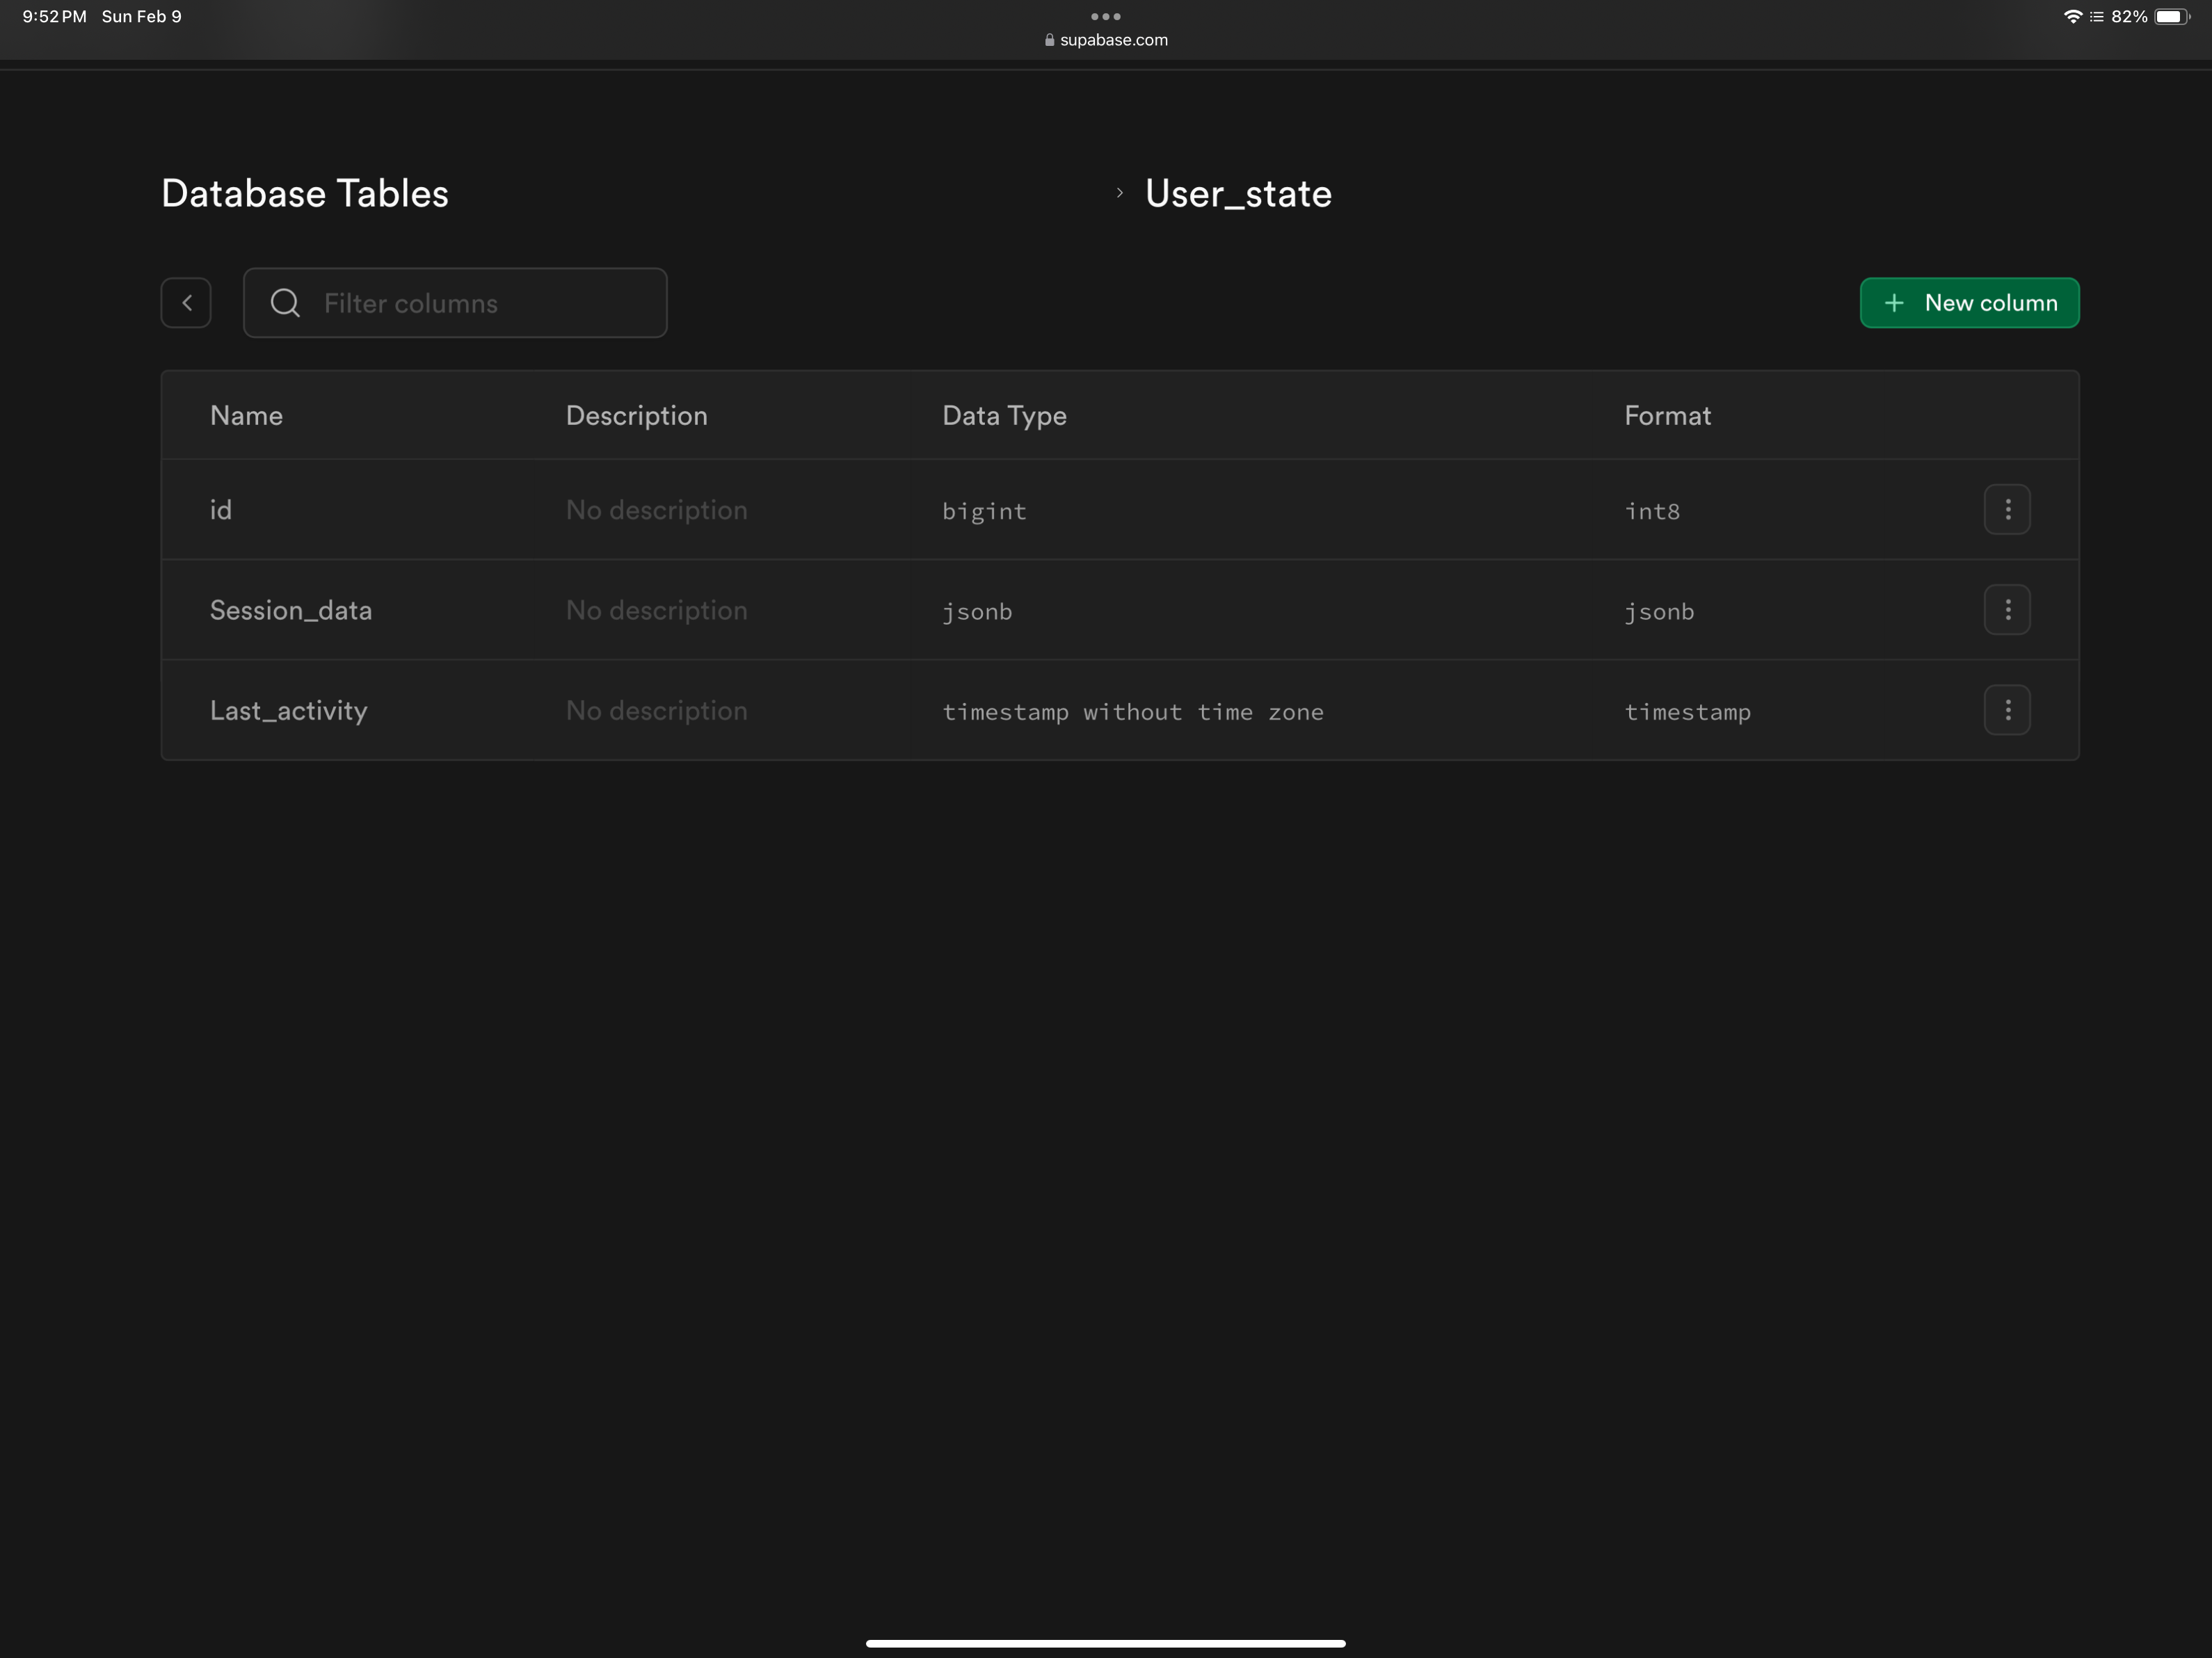 9:52 PM Sun Feb 9
82%
supabase.com
Database Tables > User_state
Filter columns
+ New column
Name Description Data Type Format
id No description bigint int8
Session_data No description jsonb jsonb
Last_activity No description timestamp without time zone timestamp